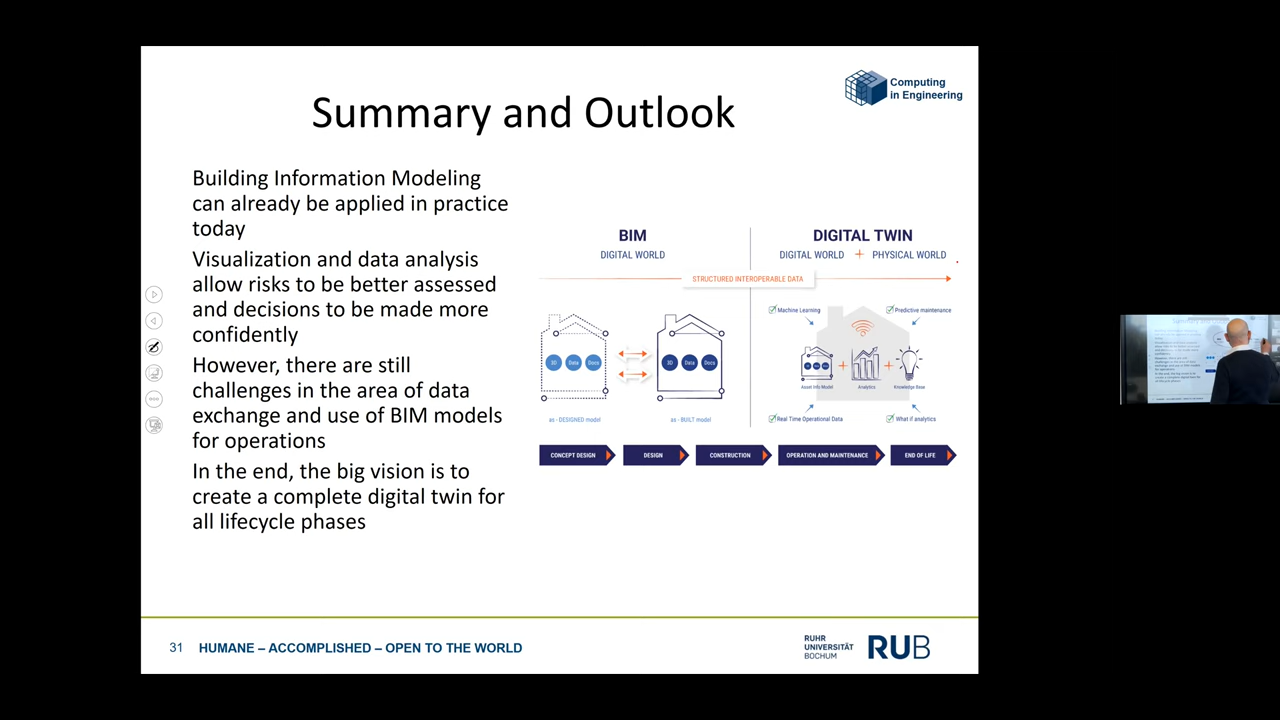 Computing
in Engineering
Summary and Outlook
Building Information Modeling
can already be applied in practice
today
Visualization and data analysis
allow risks to be better assessed
and decisions to be made more
confidently
However, there are still
challenges in the area of data
exchange and use of BIM models
for operations
In the end, the big vision is to
create a complete digital twin for
all lifecycle phases
BIM
DIGITAL WORLD
DIGITAL TWIN
DIGITAL WORLD + PHYSICAL WORLD
STRUCTURED INTEROPERABLE DATA
Machine Learning
Predictive maintenance
3D Data Docs
3D Data Docs
Asset Info Model
Analytics
Knowledge Base
as - DESIGNED model
as - BUILT model
Real Time Operational Data
What if analytics
CONCEPT DESIGN
DESIGN
CONSTRUCTION
OPERATION AND MAINTENANCE
END OF LIFE
31 HUMANE – ACCOMPLISHED – OPEN TO THE WORLD
RUHR
UNIVERSITÄT
BOCHUM
RUB